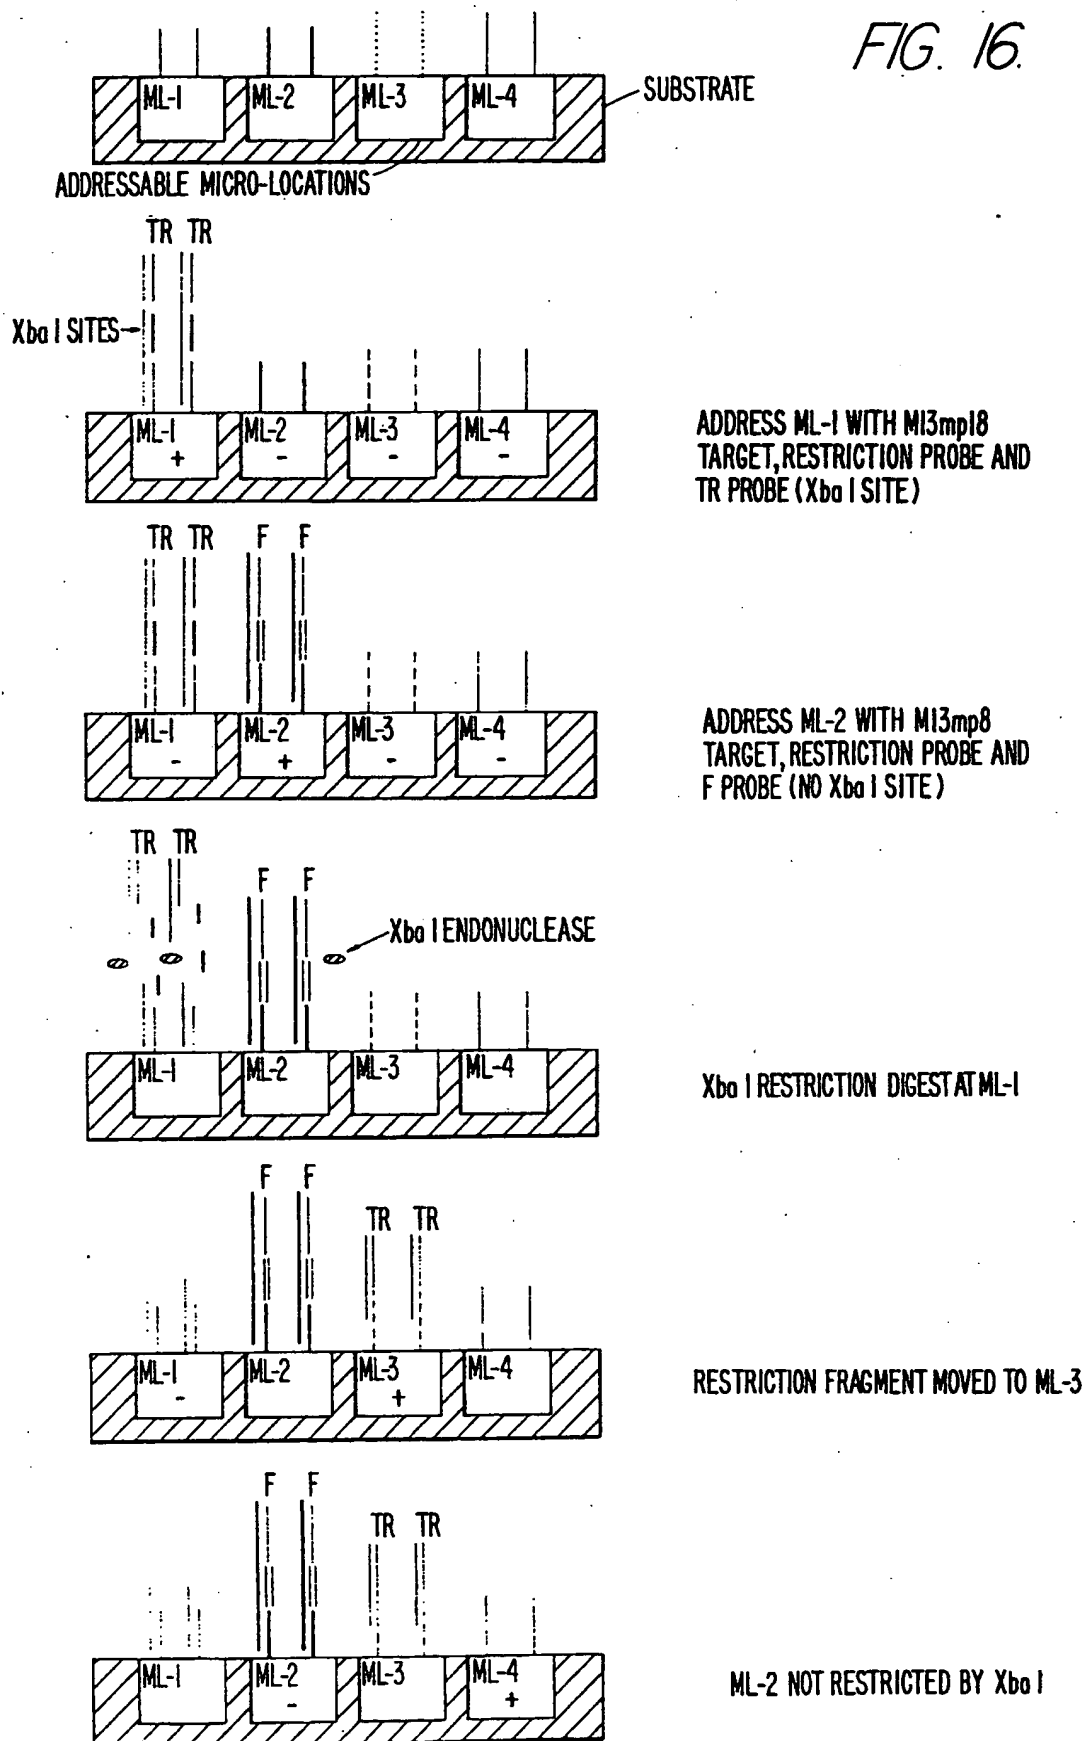 FIG. 16.
ML-1 ML-2 ML-3 ML-4
SUBSTRATE
ADDRESSABLE MICRO-LOCATIONS
TR TR
Xba I SITES
ML-1 ML-2 ML-3 ML-4
+ - - -
ADDRESS ML-1 WITH M13mp18
TARGET, RESTRICTION PROBE AND
TR PROBE (Xba I SITE)
TR TR F F
ML-1 ML-2 ML-3 ML-4
- + - -
ADDRESS ML-2 WITH M13mp8
TARGET, RESTRICTION PROBE AND
F PROBE (NO Xba I SITE)
TR TR
F F
Xba I ENDONUCLEASE
ML-1 ML-2 ML-3 ML-4
Xba I RESTRICTION DIGEST AT ML-1
F F
TR TR
ML-1 ML-2 ML-3 ML-4
- +
RESTRICTION FRAGMENT MOVED TO ML-3
F F
TR TR
ML-1 ML-2 ML-3 ML-4
- +
ML-2 NOT RESTRICTED BY Xba I